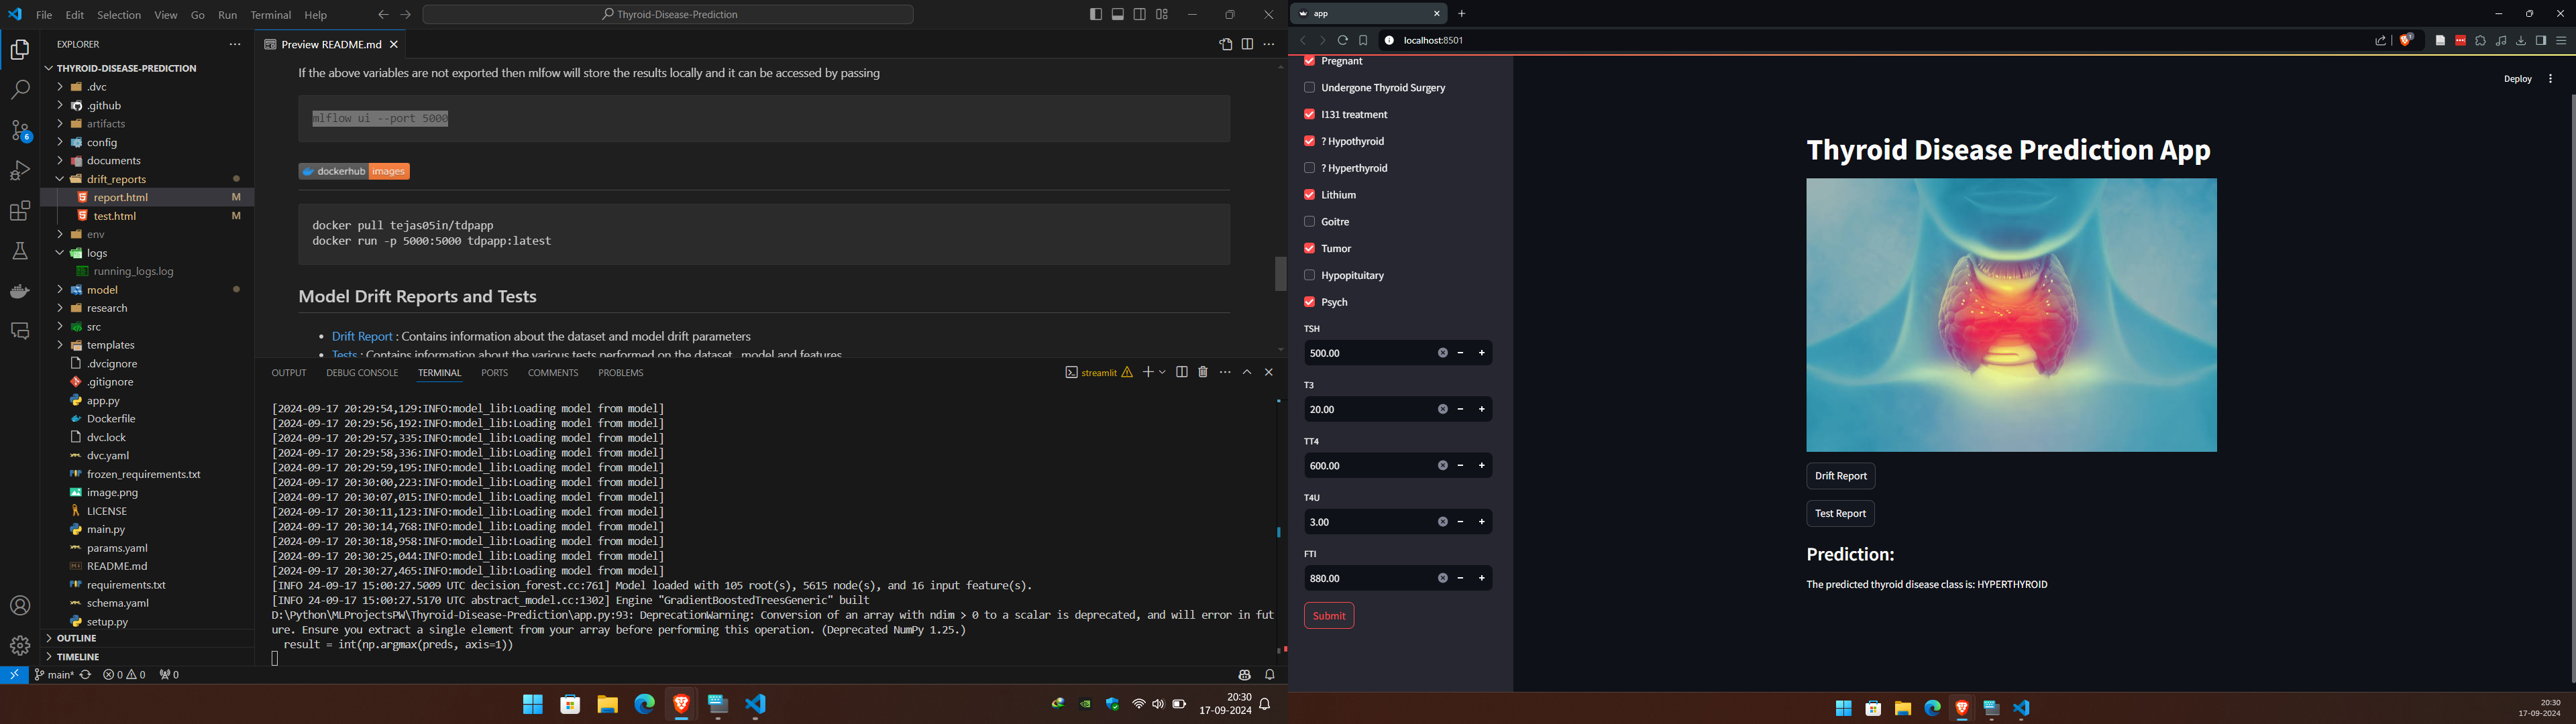 File Edit Selection View Go Run Terminal Help
Thyroid-Disease-Prediction
EXPLORER
THYROID-DISEASE-PREDICTION
.dvc
.github
artifacts
config
documents
drift_reports
report.html M
test.html M
env
logs
running_logs.log
model
research
src
templates
.dvcignore
.gitignore
app.py
Dockerfile
dvc.lock
dvc.yaml
frozen_requirements.txt
image.png
LICENSE
main.py
params.yaml
README.md
requirements.txt
schema.yaml
setup.py
OUTLINE
TIMELINE
6
Preview README.md
If the above variables are not exported then mlfow will store the results locally and it can be accessed by passing
mlflow ui --port 5000
dockerhub images
docker pull tejas05in/tdpapp
docker run -p 5000:5000 tdpapp:latest
Model Drift Reports and Tests
• Drift Report : Contains information about the dataset and model drift parameters
• Tests : Contains information about the various tests performed on the dataset , model and features
OUTPUT DEBUG CONSOLE TERMINAL PORTS COMMENTS PROBLEMS
streamlit
[2024-09-17 20:29:54,129:INFO:model_lib:Loading model from model]
[2024-09-17 20:29:56,192:INFO:model_lib:Loading model from model]
[2024-09-17 20:29:57,335:INFO:model_lib:Loading model from model]
[2024-09-17 20:29:58,336:INFO:model_lib:Loading model from model]
[2024-09-17 20:29:59,195:INFO:model_lib:Loading model from model]
[2024-09-17 20:30:00,223:INFO:model_lib:Loading model from model]
[2024-09-17 20:30:07,015:INFO:model_lib:Loading model from model]
[2024-09-17 20:30:11,123:INFO:model_lib:Loading model from model]
[2024-09-17 20:30:14,768:INFO:model_lib:Loading model from model]
[2024-09-17 20:30:18,958:INFO:model_lib:Loading model from model]
[2024-09-17 20:30:25,044:INFO:model_lib:Loading model from model]
[2024-09-17 20:30:27,465:INFO:model_lib:Loading model from model]
[INFO 24-09-17 15:00:27.5009 UTC decision_forest.cc:761] Model loaded with 105 root(s), 5615 node(s), and 16 input feature(s).
[INFO 24-09-17 15:00:27.5170 UTC abstract_model.cc:1302] Engine "GradientBoostedTreesGeneric" built
D:\Python\MLProjectsPW\Thyroid-Disease-Prediction\app.py:93: DeprecationWarning: Conversion of an array with ndim > 0 to a scalar is deprecated, and will error in fut
ure. Ensure you extract a single element from your array before performing this operation. (Deprecated NumPy 1.25.)
result = int(np.argmax(preds, axis=1))
main* 0 0 0
20:30
17-09-2024
app
localhost:8501
1
Pregnant
Undergone Thyroid Surgery
I131 treatment
? Hypothyroid
? Hyperthyroid
Lithium
Goitre
Tumor
Hypopituitary
Psych
TSH
500.00
T3
20.00
TT4
600.00
T4U
3.00
FTI
880.00
Submit
Deploy
Thyroid Disease Prediction App
Drift Report
Test Report
Prediction:
The predicted thyroid disease class is: HYPERTHYROID
20:30
17-09-2024